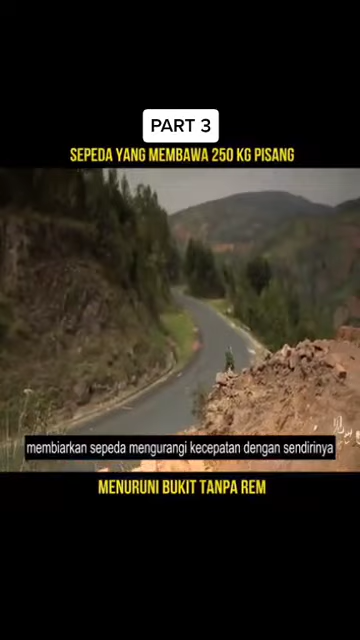 PART 3
SEPEDA YANG MEMBAWA 250 KG PISANG
membiarkan sepeda mengurangi kecepatan dengan sendirinya
MENURUNI BUKIT TANPA REM